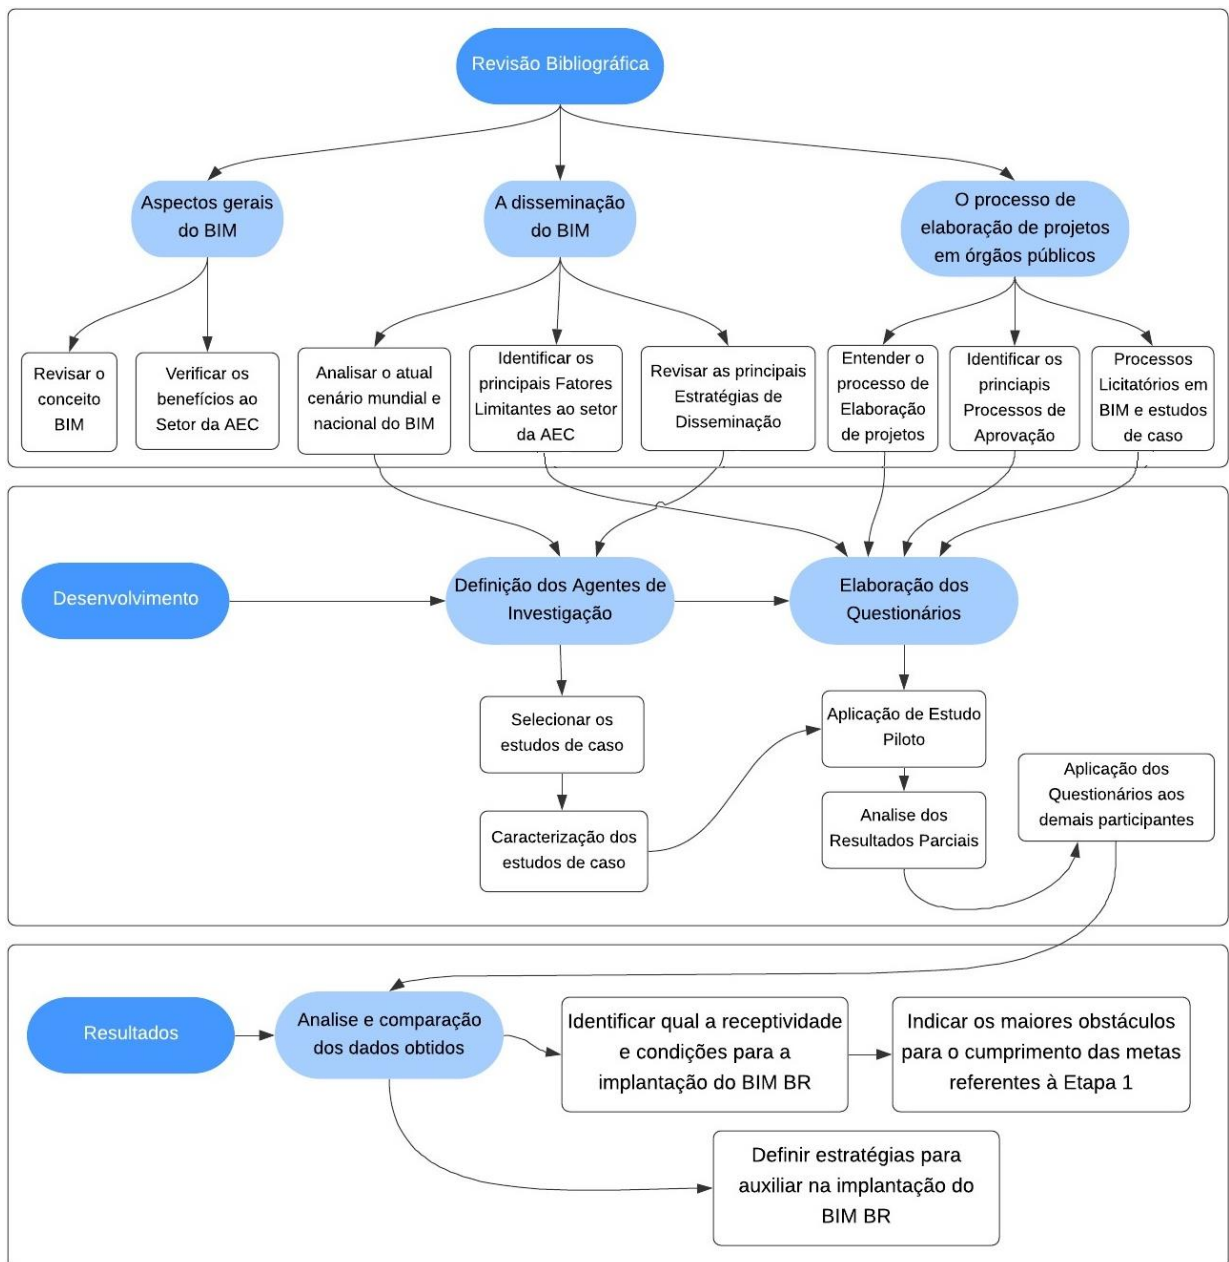 Revisão Bibliográfica
Aspectos gerais
do BIM
A disseminação
do BIM
O processo de
elaboração de projetos
em órgãos públicos
Revisar o
conceito
BIM
Verificar os
benefícios ao
Setor da AEC
Analisar o atual
cenário mundial e
nacional do BIM
Identificar os
principais Fatores
Limitantes ao setor
da AEC
Revisar as principais
Estratégias de
Disseminação
Entender o
processo de
Elaboração
de projetos
Identificar os
princiapis
Processos de
Aprovação
Processos
Licitatórios em
BIM e estudos
de caso
Desenvolvimento
Definição dos Agentes de
Investigação
Elaboração dos
Questionários
Selecionar os
estudos de caso
Caracterização dos
estudos de caso
Aplicação de Estudo
Piloto
Analise dos
Resultados Parciais
Aplicação dos
Questionários aos
demais participantes
Resultados
Analise e comparação
dos dados obtidos
Identificar qual a receptividade
e condições para a
implantação do BIM BR
Indicar os maiores obstáculos
para o cumprimento das metas
referentes à Etapa 1
Definir estratégias para
auxiliar na implantação do
BIM BR